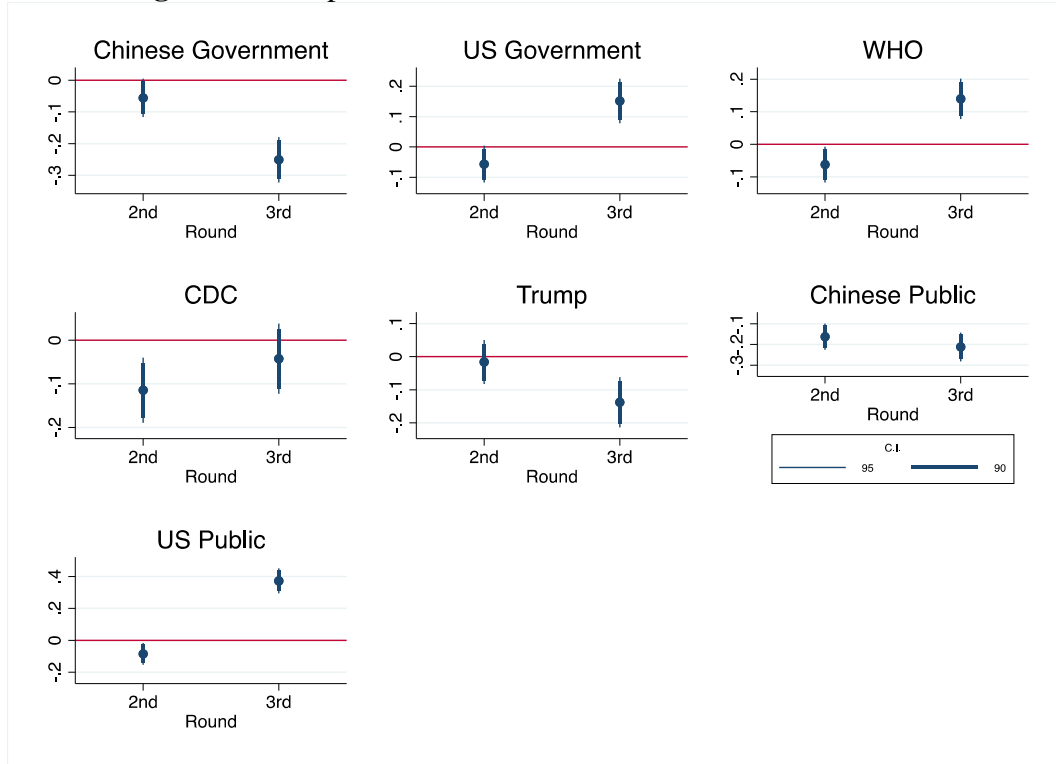 Chinese Government
0
-.1
-.2
-.3
2nd 3rd
Round
US Government
.2
.1
0
-.1
2nd 3rd
Round
WHO
.2
.1
0
-.1
2nd 3rd
Round
CDC
0
-.1
-.2
2nd 3rd
Round
Trump
.1
0
-.1
-.2
2nd 3rd
Round
Chinese Public
-.1
-.2
-.3
2nd 3rd
Round
C.I.
95 90
US Public
.4
.2
0
-.2
2nd 3rd
Round